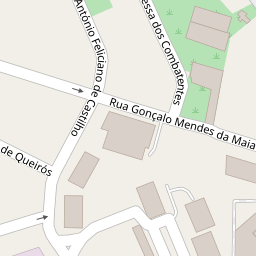 António Feliciano de Castilho
essa dos Combatentes
Rua Gonçalo Mendes da Maia
de Queirós